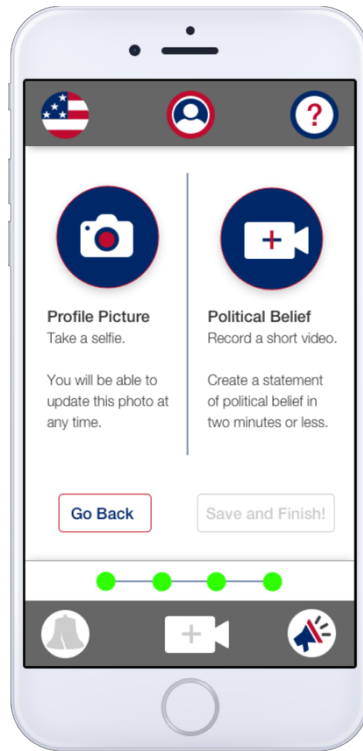 ?
Profile Picture
Take a selfie.
You will be able to
update this photo at
any time.
Political Belief
Record a short video.
Create a statement
of political belief in
two minutes or less.
Go Back
Save and Finish!